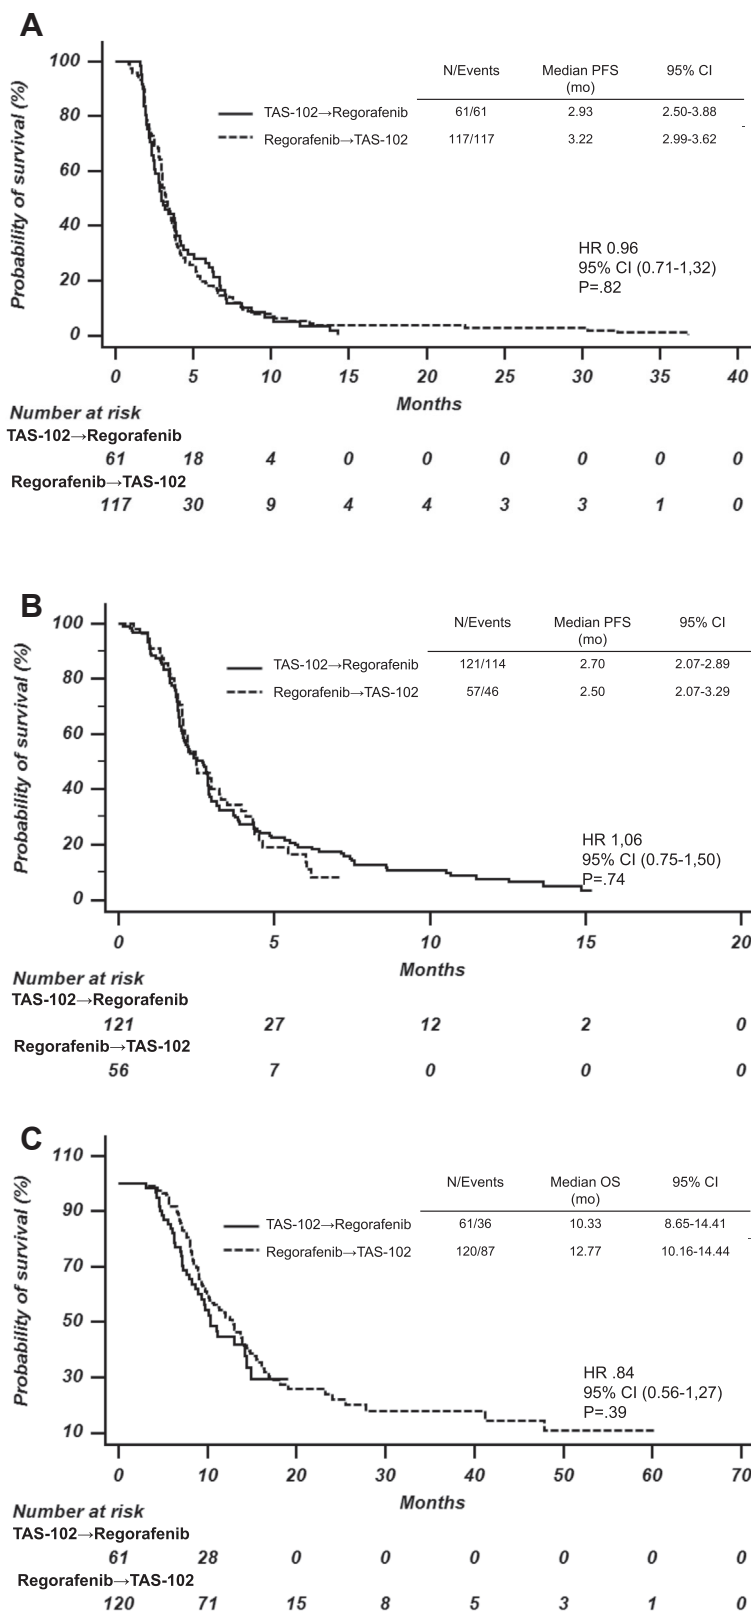 A
N/Events Median PFS (mo) 95% CI
TAS-102→Regorafenib 61/61 2.93 2.50-3.88
Regorafenib→TAS-102 117/117 3.22 2.99-3.62
HR 0.96
95% CI (0.71-1,32)
P=.82
Probability of survival (%)
100
80
60
40
20
0
0 5 10 15 20 25 30 35 40
Months
Number at risk
TAS-102→Regorafenib
61 18 4 0 0 0 0 0 0
Regorafenib→TAS-102
117 30 9 4 4 3 3 1 0
B
N/Events Median PFS (mo) 95% CI
TAS-102→Regorafenib 121/114 2.70 2.07-2.89
Regorafenib→TAS-102 57/46 2.50 2.07-3.29
HR 1,06
95% CI (0.75-1,50)
P=.74
Probability of survival (%)
100
80
60
40
20
0
0 5 10 15 20
Months
Number at risk
TAS-102→Regorafenib
121 27 12 2 0
Regorafenib→TAS-102
56 7 0 0 0
C
N/Events Median OS (mo) 95% CI
TAS-102→Regorafenib 61/36 10.33 8.65-14.41
Regorafenib→TAS-102 120/87 12.77 10.16-14.44
HR .84
95% CI (0.56-1,27)
P=.39
Probability of survival (%)
110
90
70
50
30
10
0 10 20 30 40 50 60 70
Months
Number at risk
TAS-102→Regorafenib
61 28 0 0 0 0 0 0
Regorafenib→TAS-102
120 71 15 8 5 3 1 0